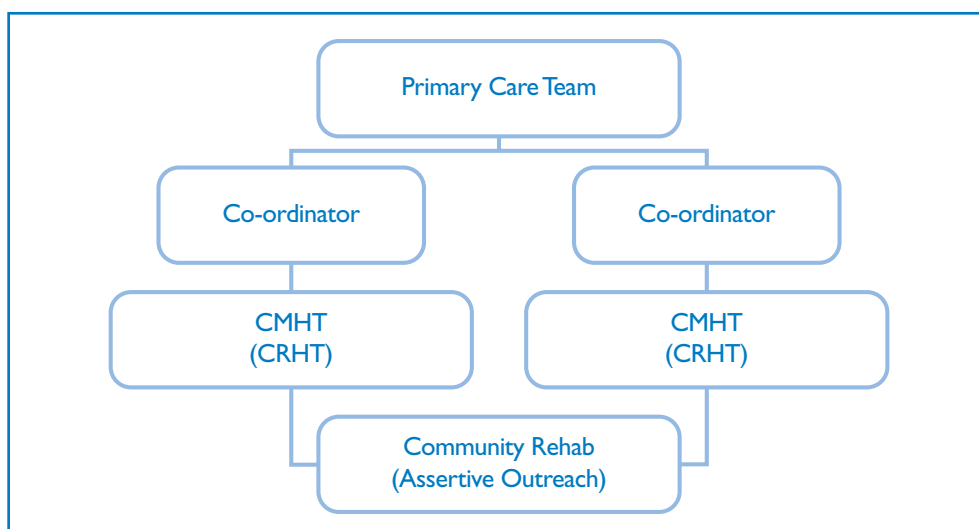 Primary Care Team
Co-ordinator
Co-ordinator
CMHT
(CRHT)
CMHT
(CRHT)
Community Rehab
(Assertive Outreach)